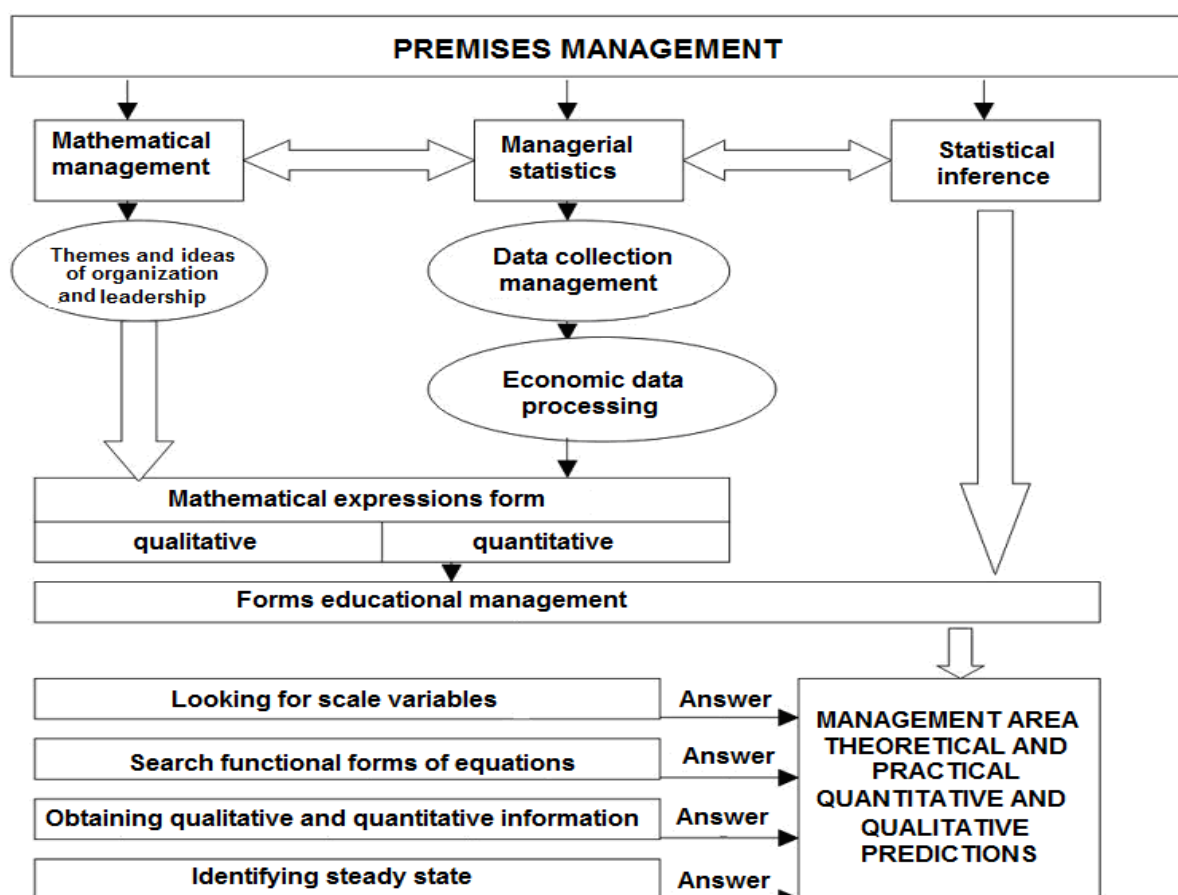 PREMISES MANAGEMENT
Mathematical
management
Managerial
statistics
Statistical
inference
Themes and ideas
of organization
and leadership
Data collection
management
Economic data
processing
Mathematical expressions form
qualitative
quantitative
Forms educational management
Looking for scale variables
Answer
Search functional forms of equations
Answer
Obtaining qualitative and quantitative information
Answer
Identifying steady state
Answer
MANAGEMENT AREA
THEORETICAL AND
PRACTICAL
QUANTITATIVE AND
QUALITATIVE
PREDICTIONS